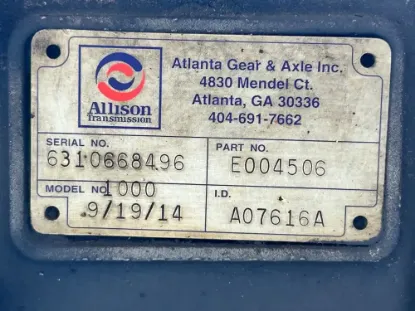 Allison
Transmission
Atlanta Gear & Axle Inc.
4830 Mendel Ct.
Atlanta, GA 30336
404-691-7662
SERIAL NO.
6310668496
PART NO.
E004506
MODEL NO.
1000
9/19/14
I.D.
A07616A